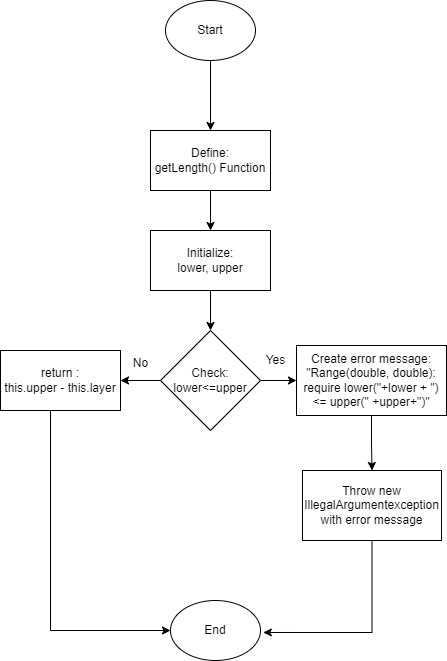 Start
Define:
getLength() Function
Initialize:
lower, upper
No
Yes
Check:
lower<=upper
return :
this.upper - this.layer
Create error message:
"Range(double, double):
require lower("+lower + ")
<= upper(" +upper+")"
Throw new
IllegalArgumentexception
with error message
End